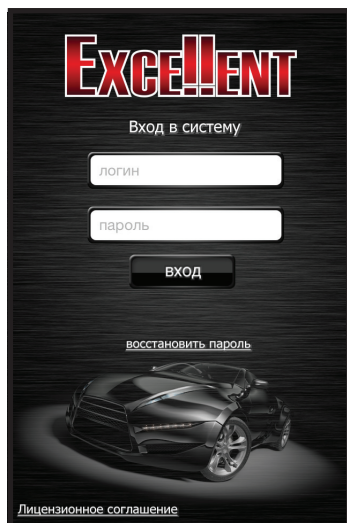 EXCE!!ENT
Вход в систему
логин
пароль
вход
восстановить пароль
Лицензионное соглашение